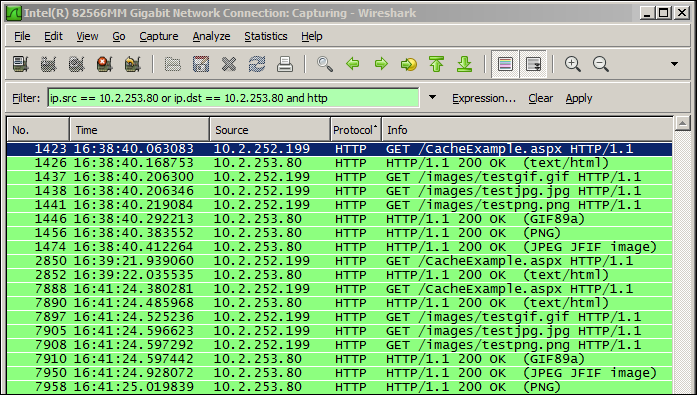 Intel(R) 82566MM Gigabit Network Connection: Capturing - Wireshark
File Edit View Go Capture Analyze Statistics Help
Filter: ip.src == 10.2.253.80 or ip.dst == 10.2.253.80 and http Expression... Clear Apply
No. Time Source Protocol Info
1423 16:38:40.063083 10.2.252.199 HTTP GET /CacheExample.aspx HTTP/1.1
1426 16:38:40.168753 10.2.253.80 HTTP HTTP/1.1 200 OK (text/html)
1437 16:38:40.206300 10.2.252.199 HTTP GET /images/testgif.gif HTTP/1.1
1438 16:38:40.206346 10.2.252.199 HTTP GET /images/testjpg.jpg HTTP/1.1
1441 16:38:40.219084 10.2.252.199 HTTP GET /images/testpng.png HTTP/1.1
1446 16:38:40.292213 10.2.253.80 HTTP HTTP/1.1 200 OK (GIF89a)
1456 16:38:40.383552 10.2.253.80 HTTP HTTP/1.1 200 OK (PNG)
1474 16:38:40.412264 10.2.253.80 HTTP HTTP/1.1 200 OK (JPEG JFIF image)
2850 16:39:21.939060 10.2.252.199 HTTP GET /CacheExample.aspx HTTP/1.1
2852 16:39:22.035535 10.2.253.80 HTTP HTTP/1.1 200 OK (text/html)
7888 16:41:24.380281 10.2.252.199 HTTP GET /CacheExample.aspx HTTP/1.1
7890 16:41:24.485968 10.2.253.80 HTTP HTTP/1.1 200 OK (text/html)
7897 16:41:24.525236 10.2.252.199 HTTP GET /images/testgif.gif HTTP/1.1
7905 16:41:24.596623 10.2.252.199 HTTP GET /images/testjpg.jpg HTTP/1.1
7908 16:41:24.597292 10.2.252.199 HTTP GET /images/testpng.png HTTP/1.1
7910 16:41:24.597442 10.2.253.80 HTTP HTTP/1.1 200 OK (GIF89a)
7950 16:41:24.928072 10.2.253.80 HTTP HTTP/1.1 200 OK (JPEG JFIF image)
7958 16:41:25.019839 10.2.253.80 HTTP HTTP/1.1 200 OK (PNG)